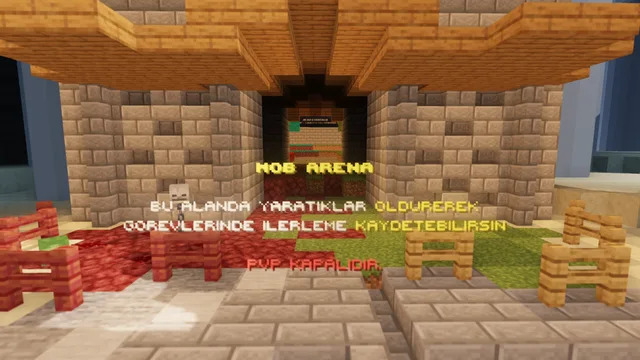 MOB ARENA
BU ALANDA YARATIKLAR OLDUREREK
GOREVLERINDE ILERLEME KAYDETEBILIRSIN
PVP KAPALIDIR